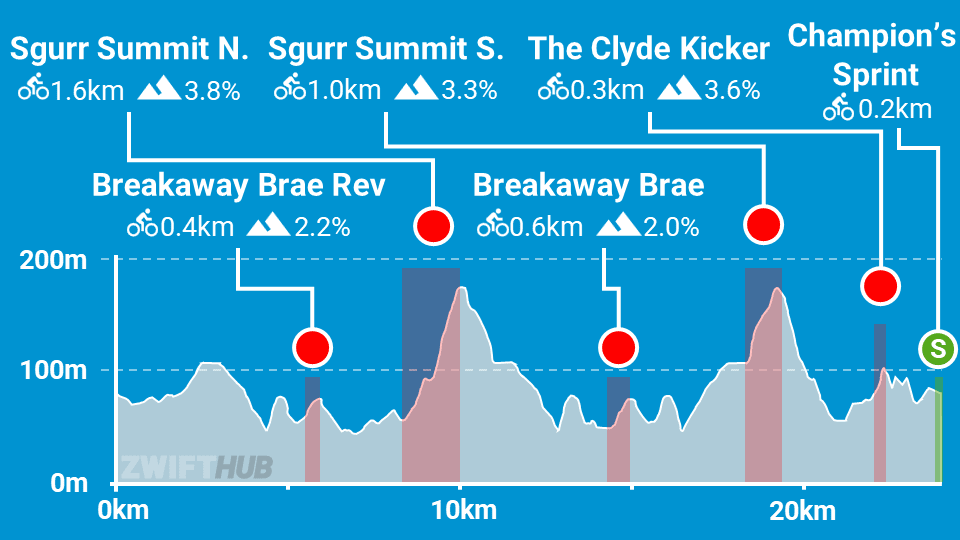 Sgurr Summit N.
1.6km 3.8%
Sgurr Summit S.
1.0km 3.3%
The Clyde Kicker
0.3km 3.6%
Champion's
Sprint
0.2km
Breakaway Brae Rev
0.4km 2.2%
Breakaway Brae
0.6km 2.0%
200m
100m
0m
S
ZWIFTHUB
0km
10km
20km